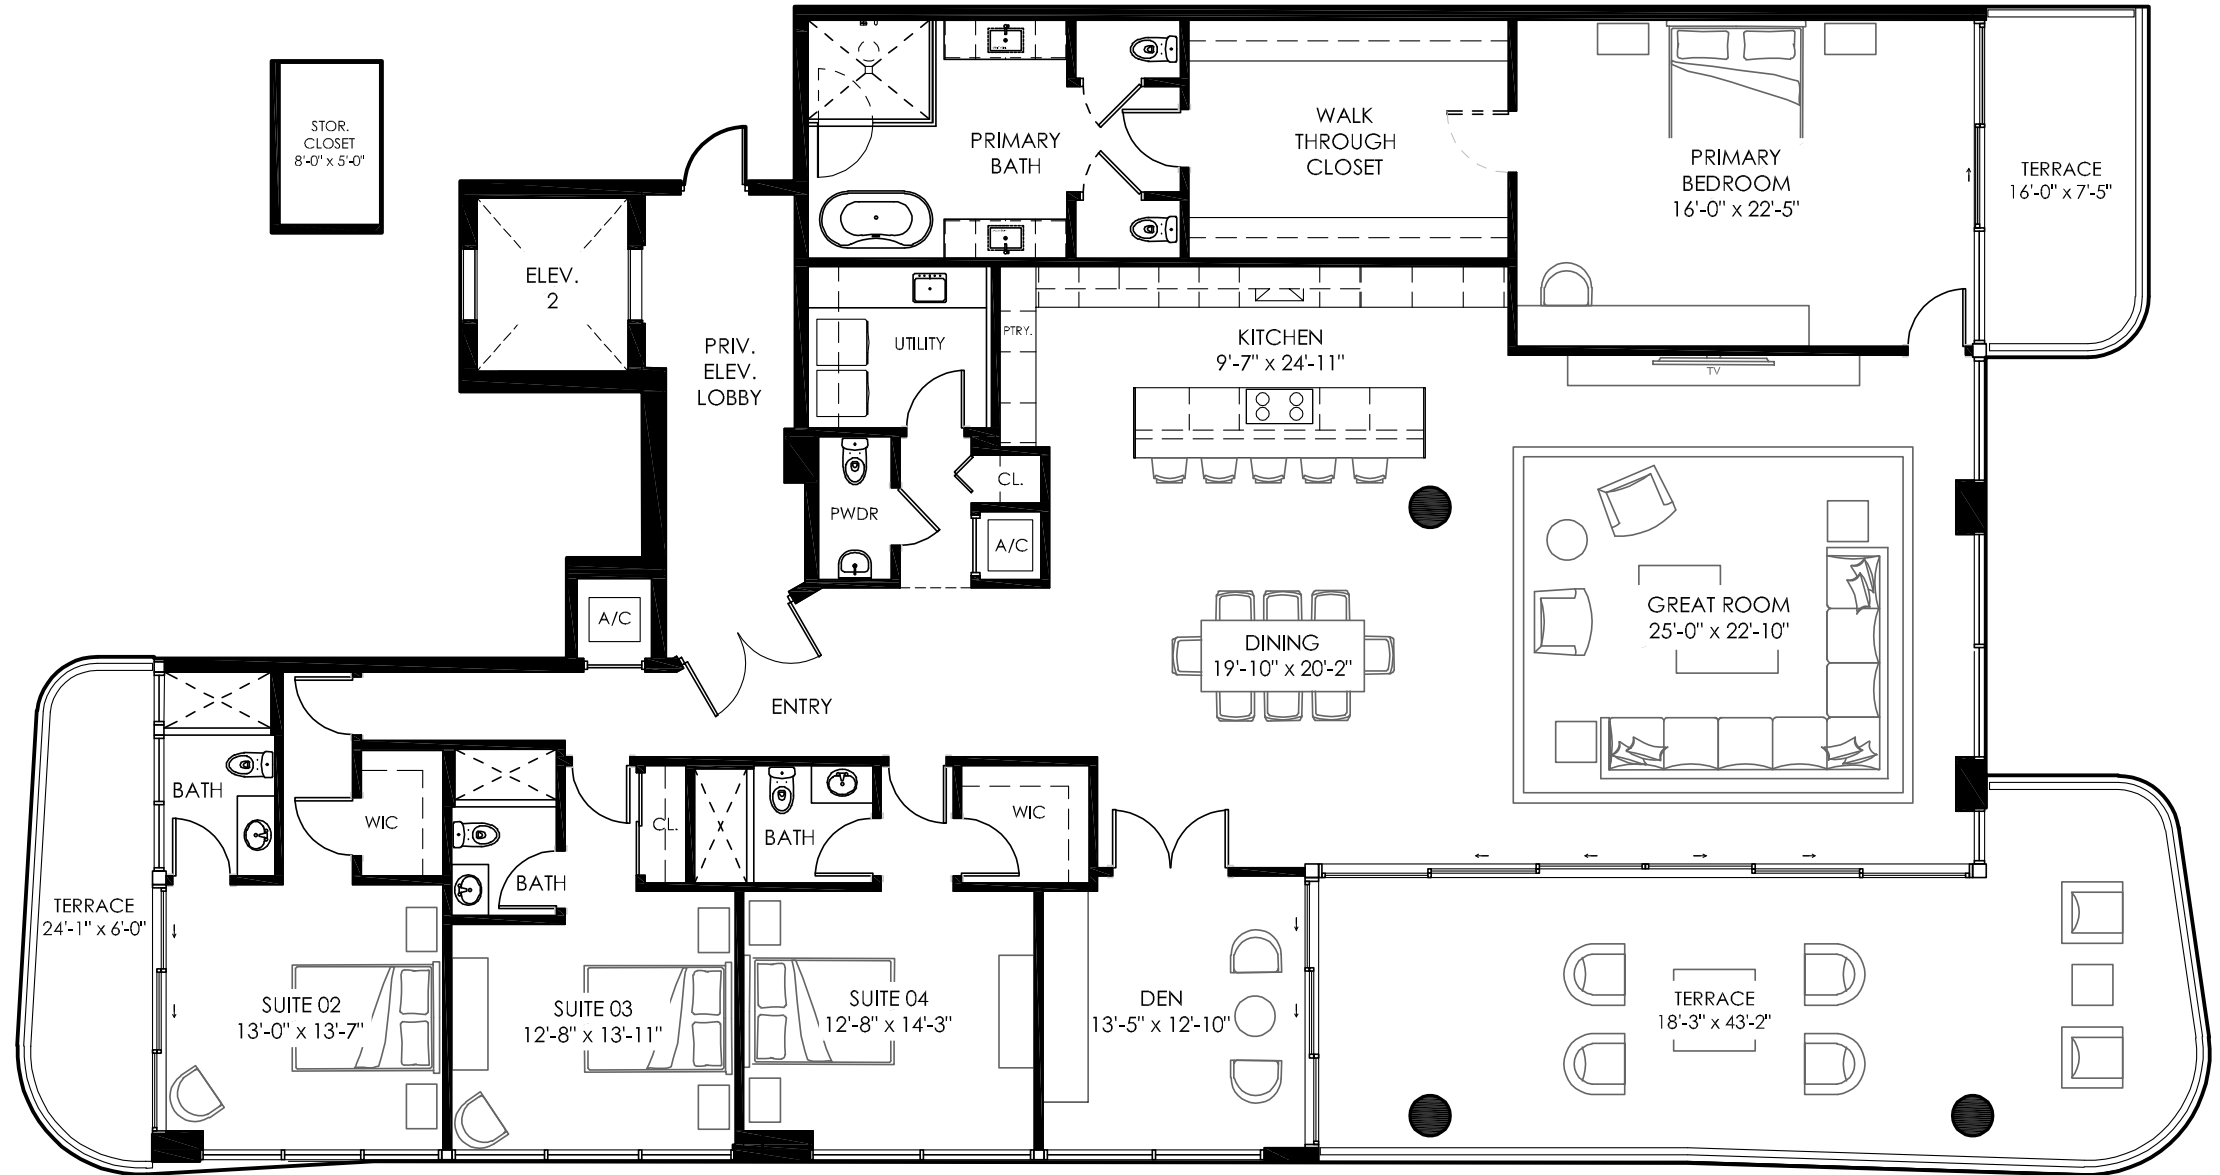 STOR.
CLOSET
8'-0" x 5'-0"
ELEV.
2
PRIV.
ELEV.
LOBBY
PRIMARY
BATH
WALK
THROUGH
CLOSET
PRIMARY
BEDROOM
16'-0" x 22'-5"
TERRACE
16'-0" x 7'-5"
UTILITY
PTRY.
KITCHEN
9'-7" x 24'-11"
TV
CL.
PWDR
A/C
A/C
DINING
19'-10" x 20'-2"
GREAT ROOM
25'-0" x 22'-10"
ENTRY
BATH
WIC
BATH
CL.
BATH
WIC
TERRACE
24'-1" x 6'-0"
SUITE 02
13'-0" x 13'-7"
SUITE 03
12'-8" x 13'-11"
SUITE 04
12'-8" x 14'-3"
DEN
13'-5" x 12'-10"
TERRACE
18'-3" x 43'-2"